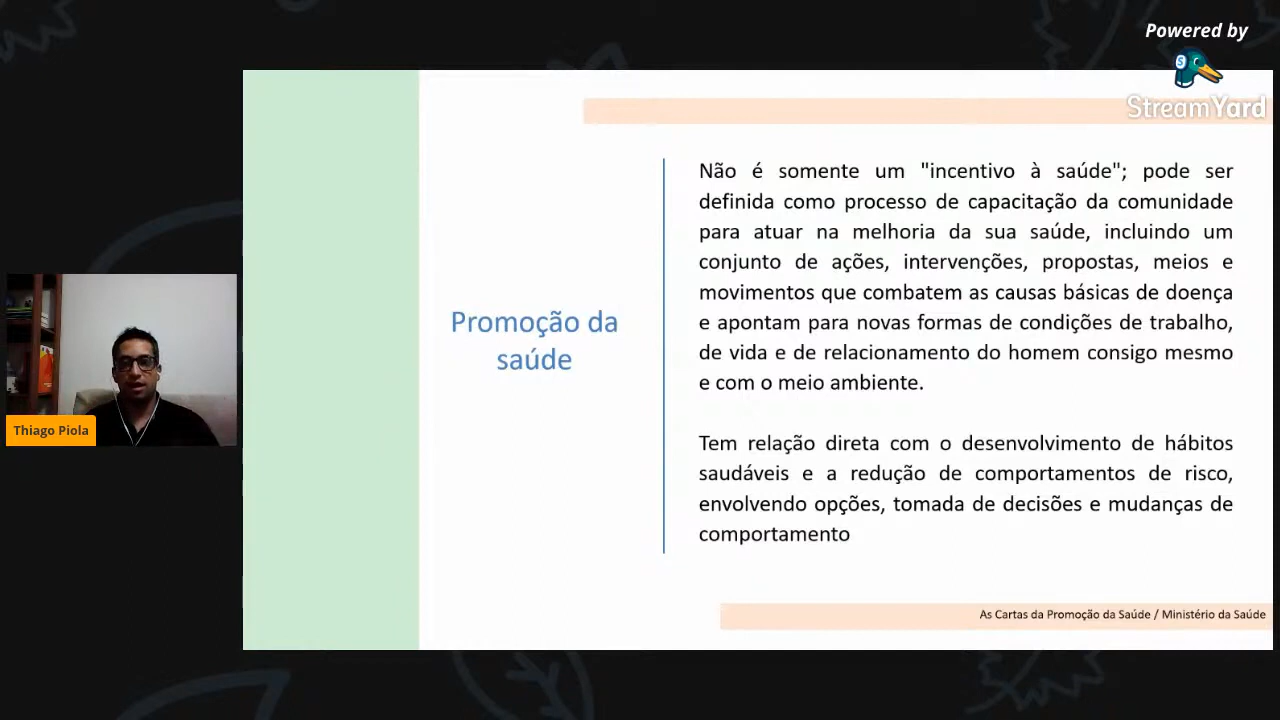 Powered by
StreamYard
Não é somente um "incentivo à saúde"; pode ser
definida como processo de capacitação da comunidade
para atuar na melhoria da sua saúde, incluindo um
conjunto de ações, intervenções, propostas, meios e
movimentos que combatem as causas básicas de doença
e apontam para novas formas de condições de trabalho,
de vida e de relacionamento do homem consigo mesmo
e com o meio ambiente.
Promoção da
saúde
Tem relação direta com o desenvolvimento de hábitos
saudáveis e a redução de comportamentos de risco,
envolvendo opções, tomada de decisões e mudanças de
comportamento
Thiago Piola
As Cartas da Promoção da Saúde / Ministério da Saúde